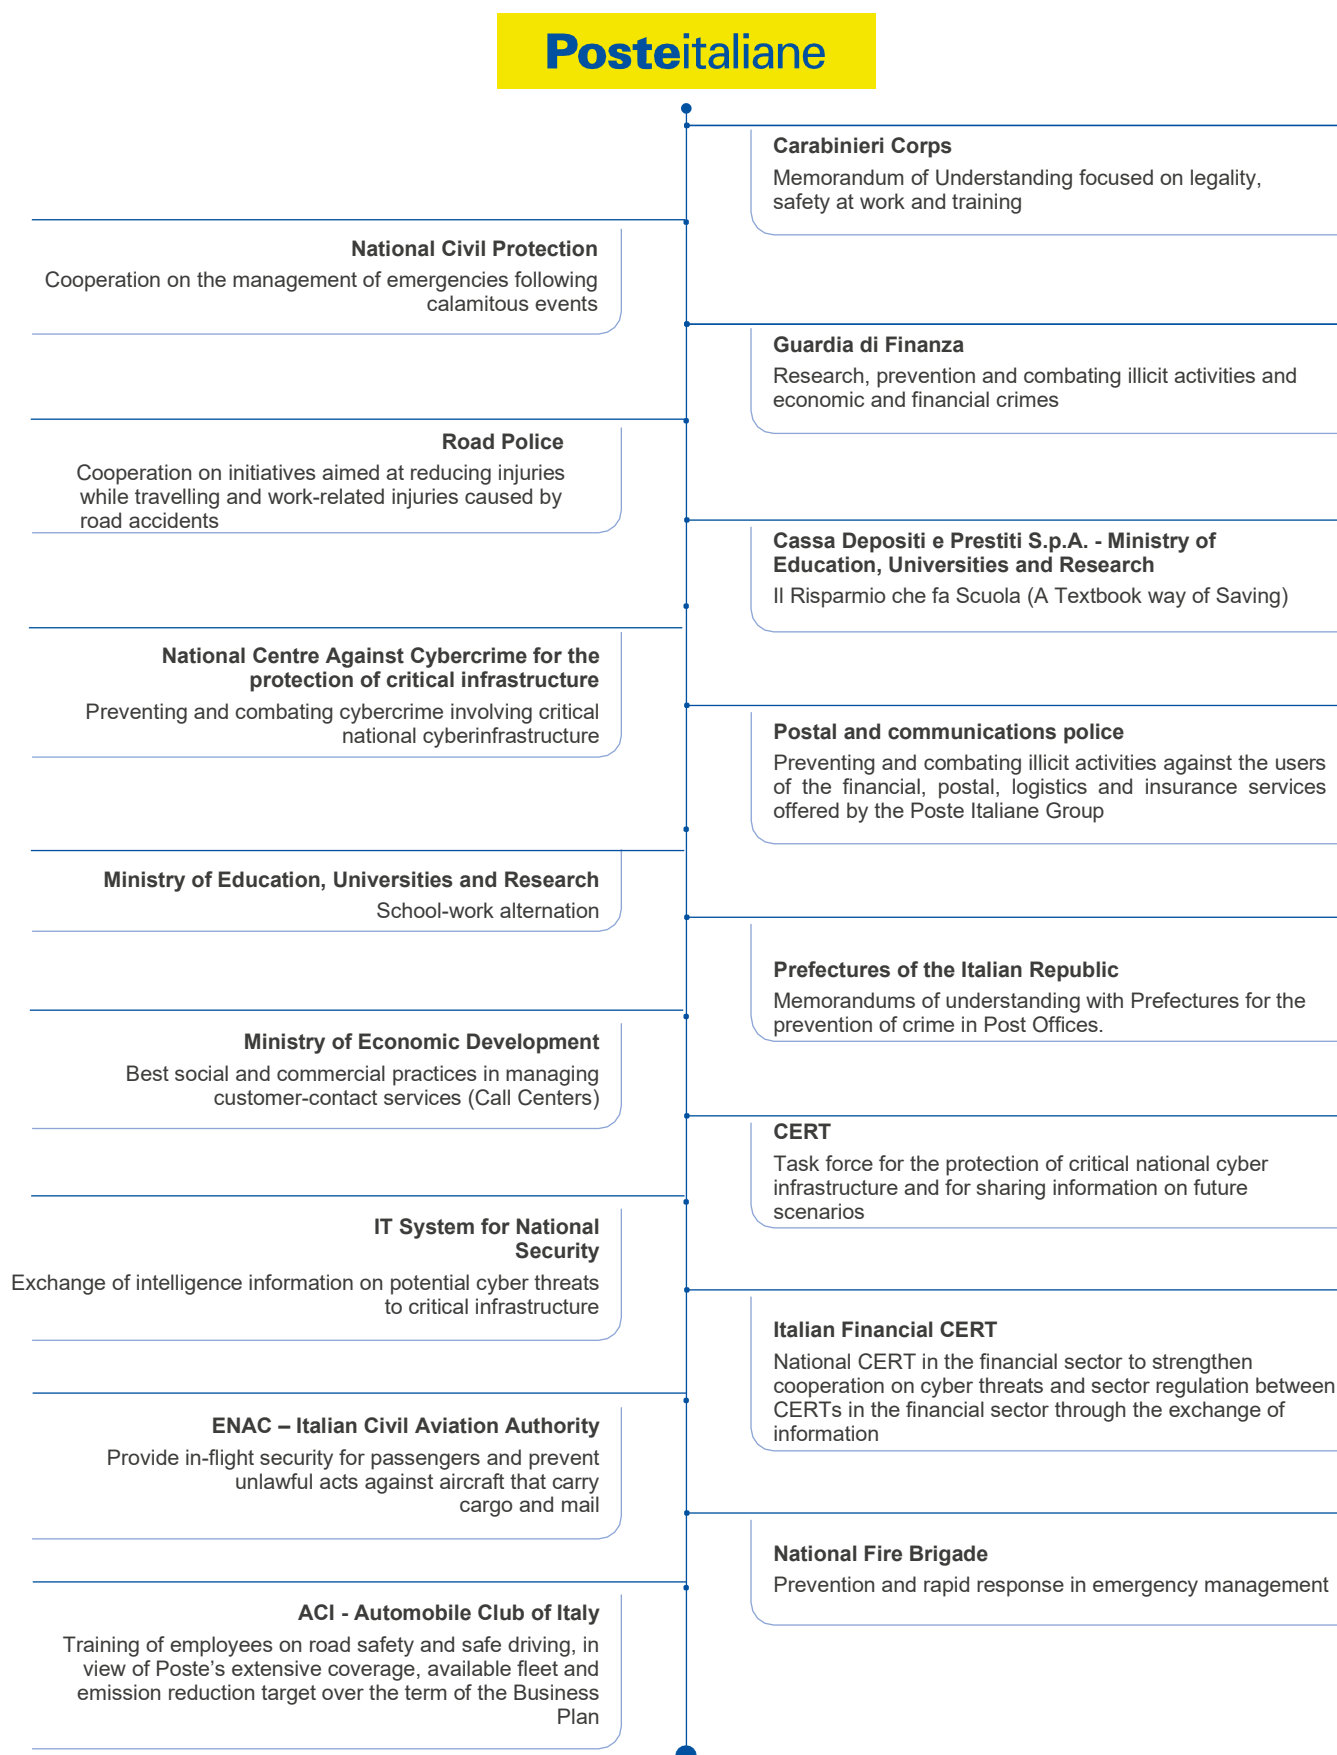 Posteitaliane
Carabinieri Corps
Memorandum of Understanding focused on legality,
safety at work and training
National Civil Protection
Cooperation on the management of emergencies following
calamitous events
Guardia di Finanza
Research, prevention and combating illicit activities and
economic and financial crimes
Road Police
Cooperation on initiatives aimed at reducing injuries
while travelling and work-related injuries caused by
road accidents
Cassa Depositi e Prestiti S.p.A. - Ministry of
Education, Universities and Research
Il Risparmio che fa Scuola (A Textbook way of Saving)
National Centre Against Cybercrime for the
protection of critical infrastructure
Preventing and combating cybercrime involving critical
national cyberinfrastructure
Postal and communications police
Preventing and combating illicit activities against the users
of the financial, postal, logistics and insurance services
offered by the Poste Italiane Group
Ministry of Education, Universities and Research
School-work alternation
Prefectures of the Italian Republic
Memorandums of understanding with Prefectures for the
prevention of crime in Post Offices.
Ministry of Economic Development
Best social and commercial practices in managing
customer-contact services (Call Centers)
CERT
Task force for the protection of critical national cyber
infrastructure and for sharing information on future
scenarios
IT System for National
Security
Exchange of intelligence information on potential cyber threats
to critical infrastructure
Italian Financial CERT
National CERT in the financial sector to strengthen
cooperation on cyber threats and sector regulation between
CERTs in the financial sector through the exchange of
information
ENAC – Italian Civil Aviation Authority
Provide in-flight security for passengers and prevent
unlawful acts against aircraft that carry
cargo and mail
National Fire Brigade
Prevention and rapid response in emergency management
ACI - Automobile Club of Italy
Training of employees on road safety and safe driving, in
view of Poste’s extensive coverage, available fleet and
emission reduction target over the term of the Business
Plan